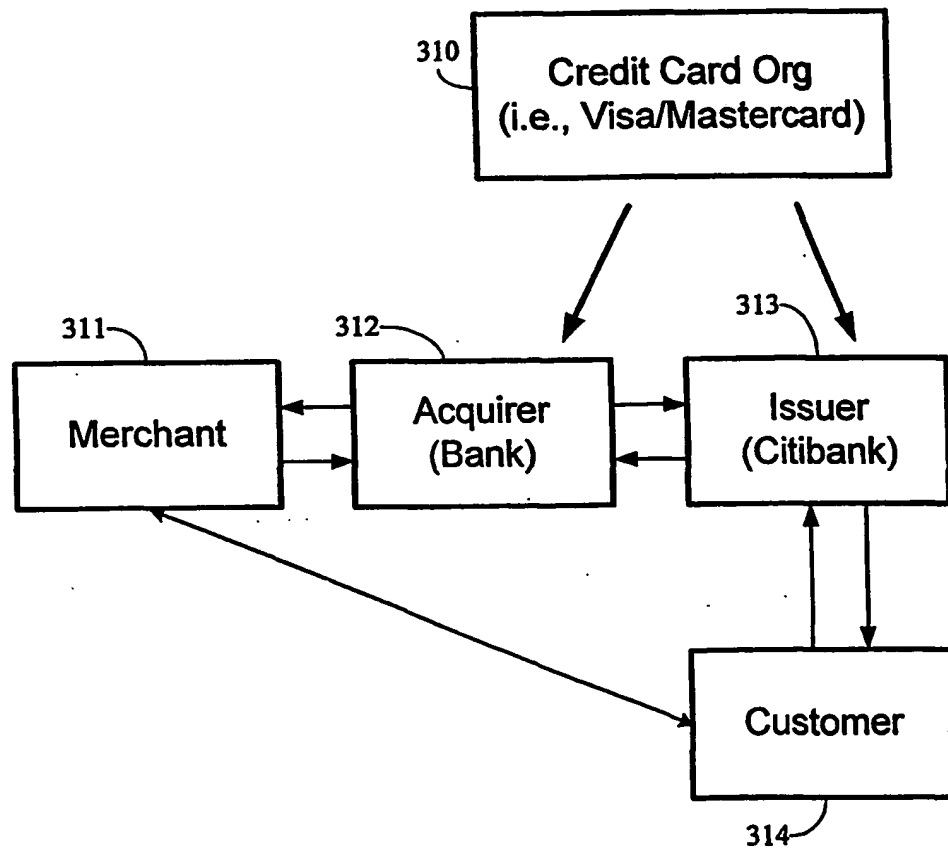 310
Credit Card Org
(i.e., Visa/Mastercard)
311
312
313
Merchant
Acquirer
(Bank)
Issuer
(Citibank)
Customer
314